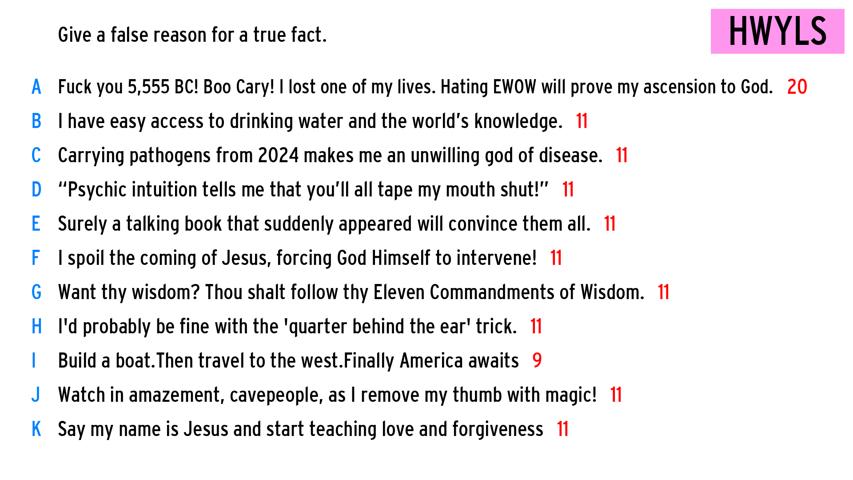 Give a false reason for a true fact.
HWYLS
A Fuck you 5,555 BC! Boo Cary! I lost one of my lives. Hating EWOW will prove my ascension to God. 20
B I have easy access to drinking water and the world’s knowledge. 11
C Carrying pathogens from 2024 makes me an unwilling god of disease. 11
D “Psychic intuition tells me that you’ll all tape my mouth shut!” 11
E Surely a talking book that suddenly appeared will convince them all. 11
F I spoil the coming of Jesus, forcing God Himself to intervene! 11
G Want thy wisdom? Thou shalt follow thy Eleven Commandments of Wisdom. 11
H I'd probably be fine with the 'quarter behind the ear' trick. 11
I Build a boat.Then travel to the west.Finally America awaits 9
J Watch in amazement, cavepeople, as I remove my thumb with magic! 11
K Say my name is Jesus and start teaching love and forgiveness 11